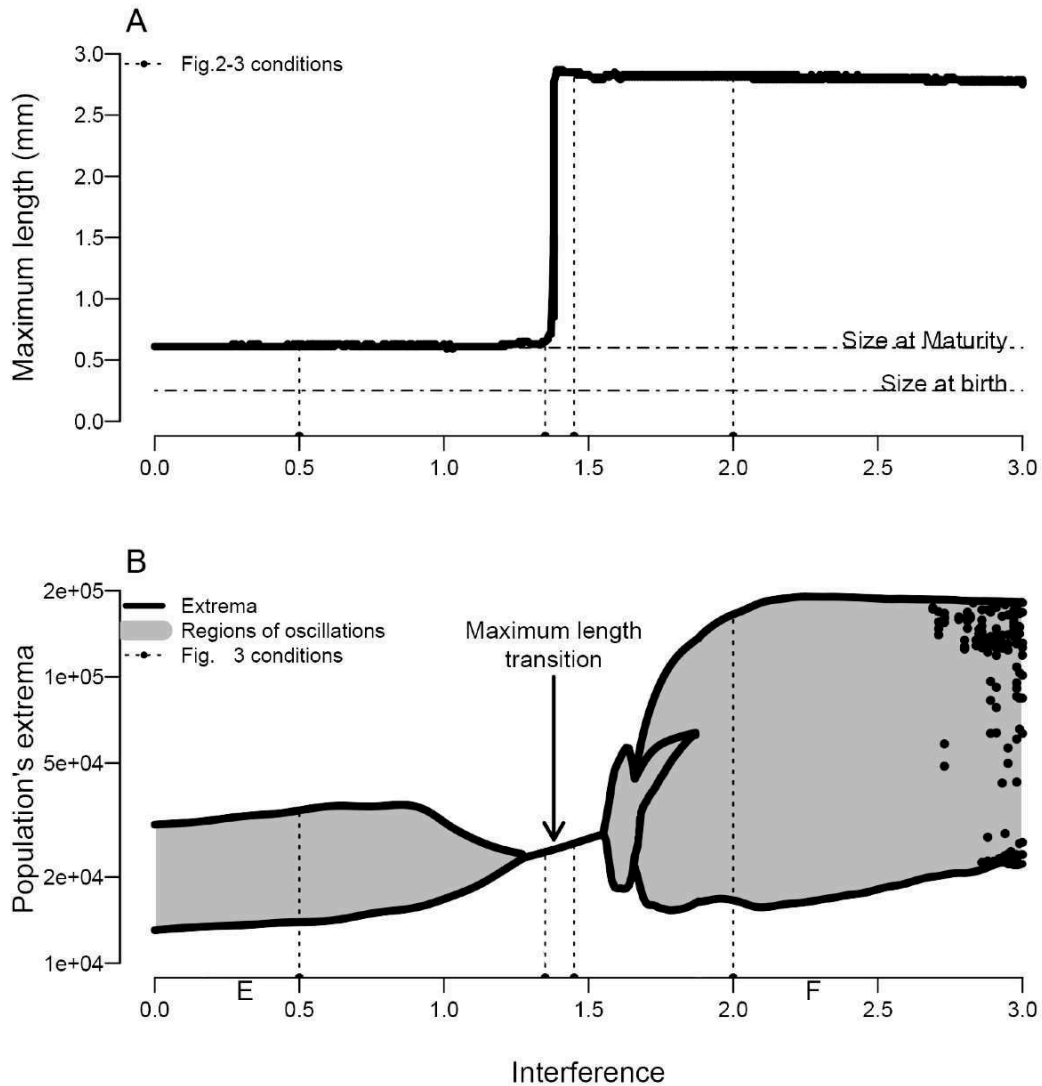 A
Fig.2-3 conditions
Maximum length (mm)
3.0
2.5
2.0
1.5
1.0
0.5
0.0
Size at Maturity
Size at birth
0.0 0.5 1.0 1.5 2.0 2.5 3.0
B
Extrema
Regions of oscillations
Fig. 3 conditions
Maximum length
transition
Population's extrema
2e+05
1e+05
5e+04
2e+04
1e+04
E F
0.0 0.5 1.0 1.5 2.0 2.5 3.0
Interference